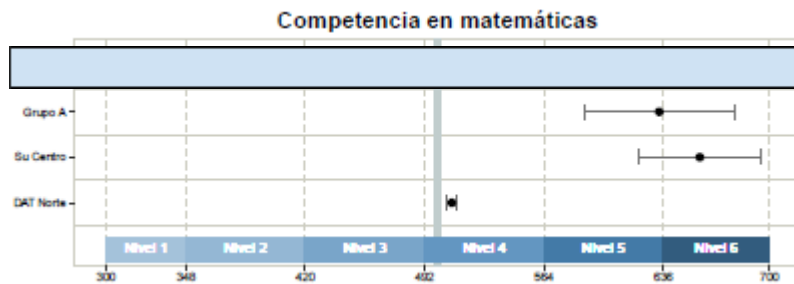 Competencia en matemáticas
Grupo A
Su Centro
DAT Norte
Nivel 1 Nivel 2 Nivel 3 Nivel 4 Nivel 5 Nivel 6
300 348 420 492 564 636 700